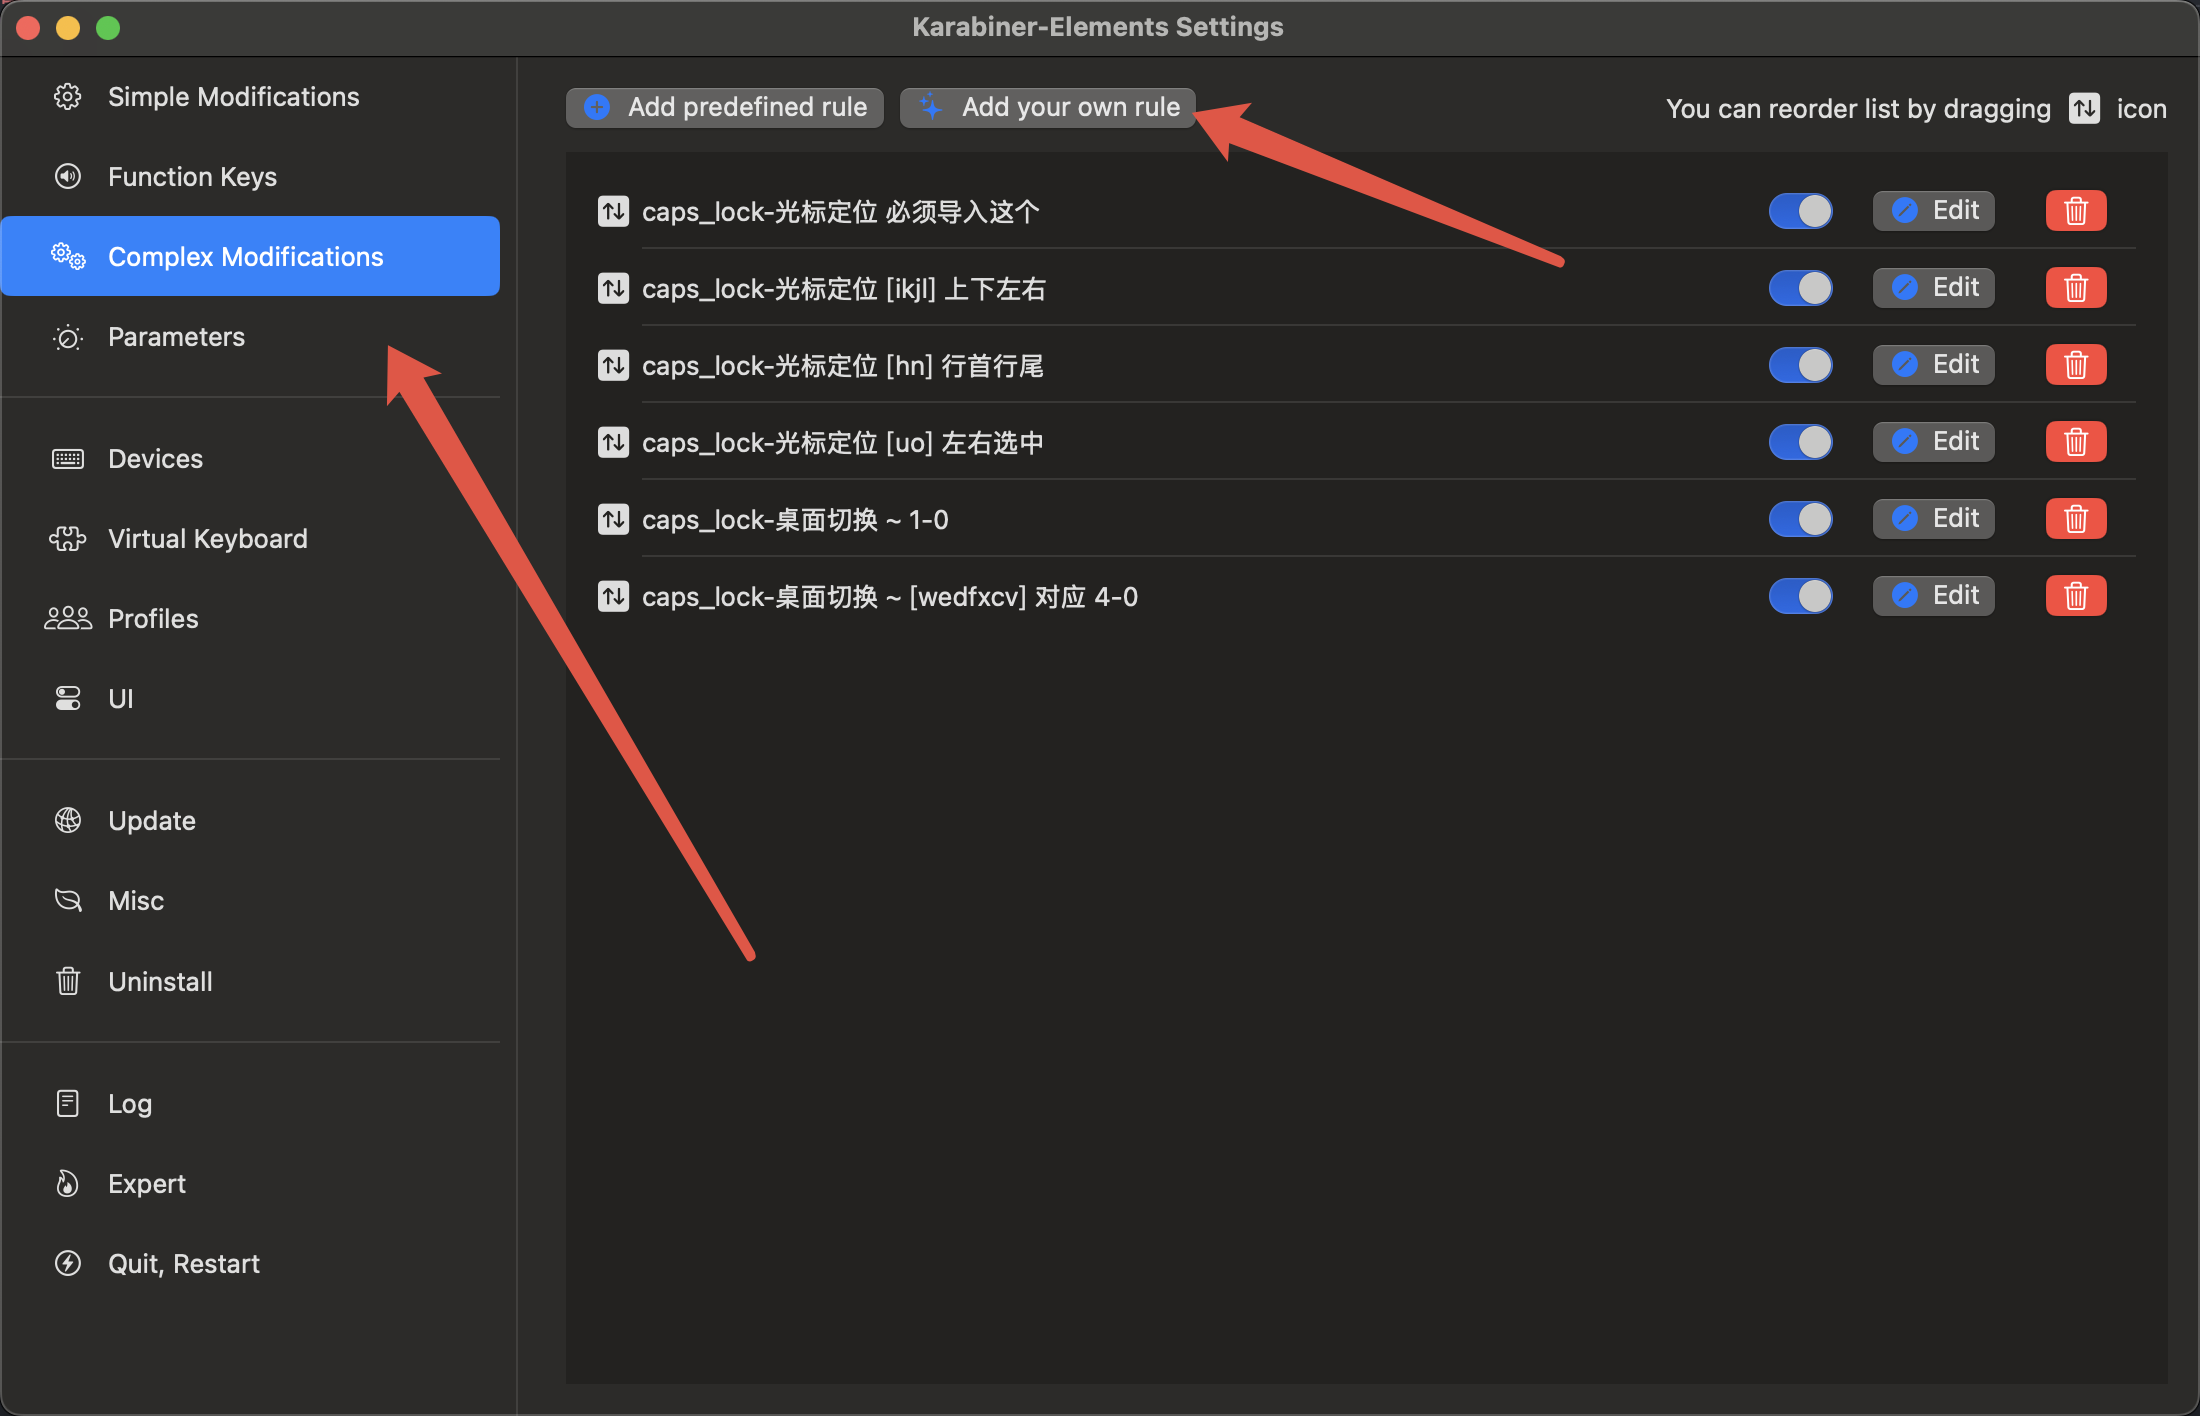 Karabiner-Elements Settings
Simple Modifications
Function Keys
Complex Modifications
Parameters
Devices
Virtual Keyboard
Profiles
UI
Update
Misc
Uninstall
Log
Expert
Quit, Restart
Add predefined rule
Add your own rule
You can reorder list by dragging icon
caps_lock-光标定位 必须导入这个
Edit
caps_lock-光标定位 [ikjl] 上下左右
Edit
caps_lock-光标定位 [hn] 行首行尾
Edit
caps_lock-光标定位 [uo] 左右选中
Edit
caps_lock-桌面切换 ~ 1-0
Edit
caps_lock-桌面切换 ~ [wedfxcv] 对应 4-0
Edit